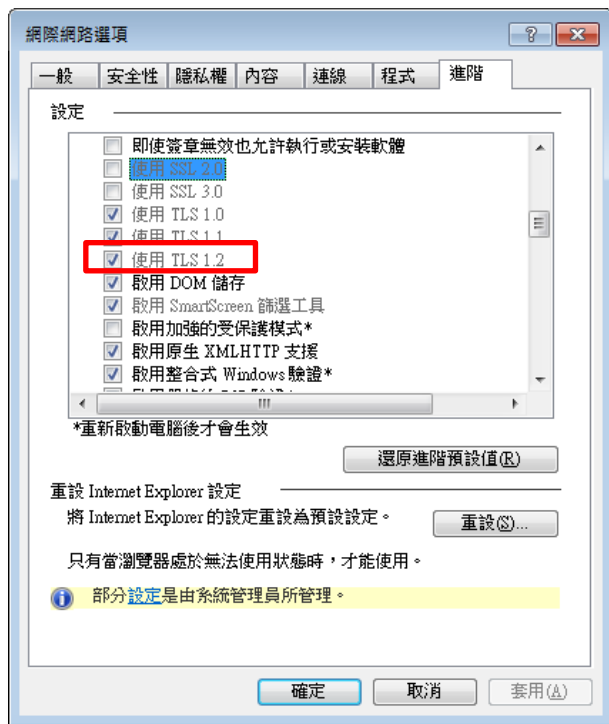 網際網路選項
一般 安全性 隱私權 內容 連線 程式 進階
設定
即使簽章無效也允許執行或安裝軟體
使用 SSL 2.0
使用 SSL 3.0
使用 TLS 1.0
使用 TLS 1.1
使用 TLS 1.2
啟用 DOM 儲存
啟用 SmartScreen 篩選工具
啟用加強的受保護模式*
啟用原生 XMLHTTP 支援
啟用整合式 Windows 驗證*
*重新啟動電腦後才會生效
還原進階預設值(R)
重設 Internet Explorer 設定
將 Internet Explorer 的設定重設為預設設定。
重設(S)...
只有當瀏覽器處於無法使用狀態時，才能使用。
部分設定是由系統管理員所管理。
確定 取消 套用(A)